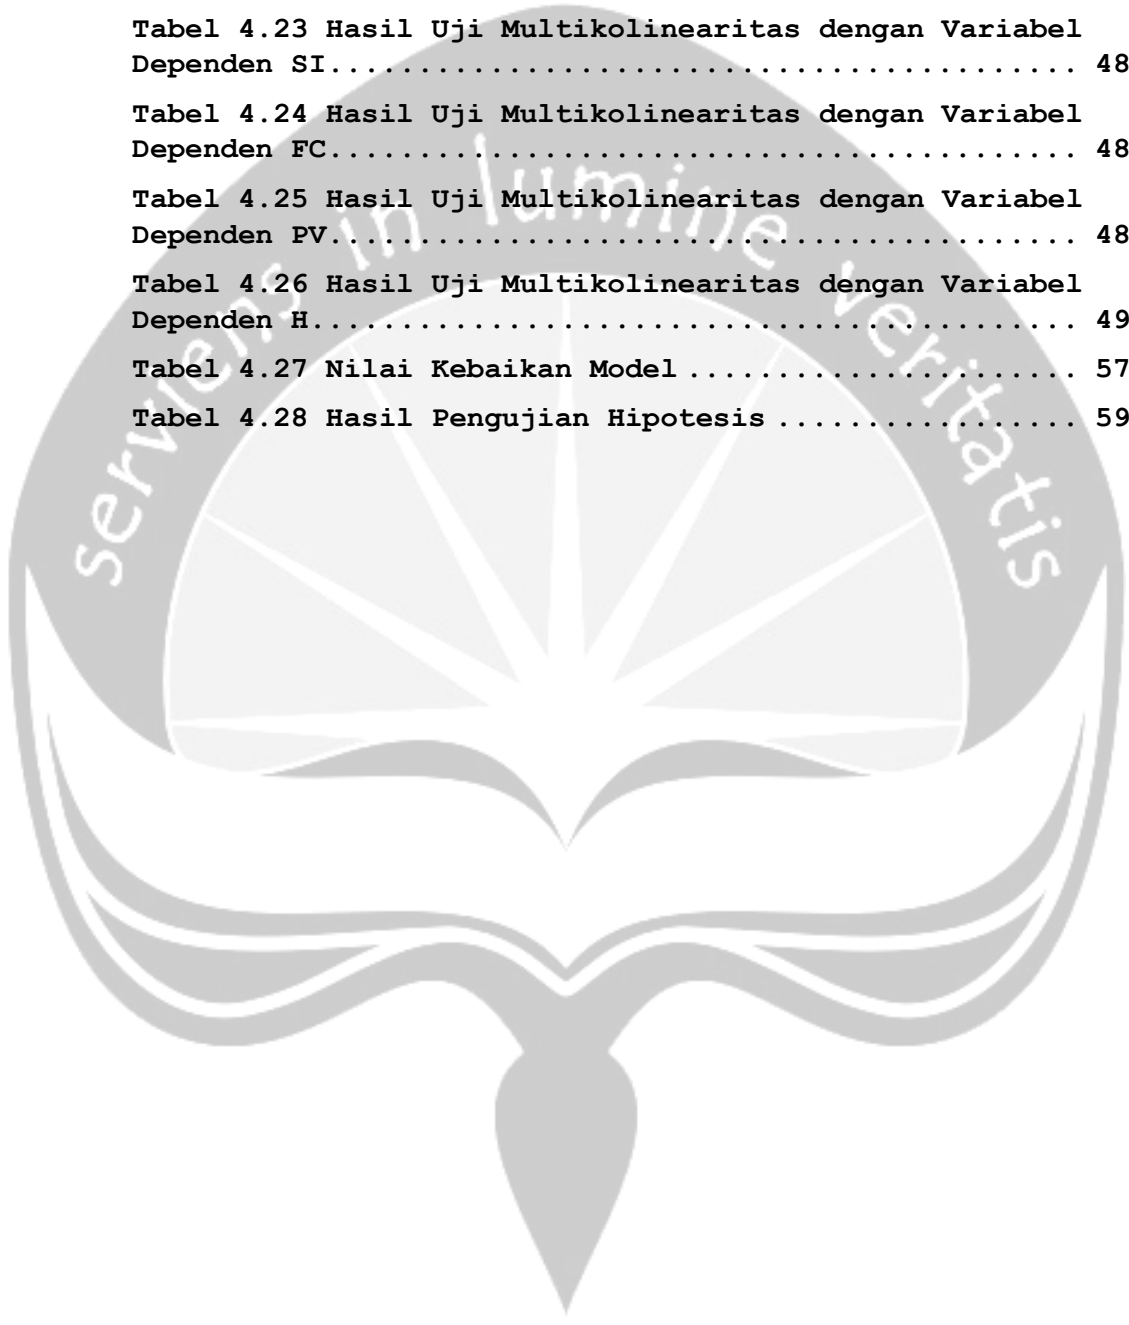 Tabel 4.23 Hasil Uji Multikolinearitas dengan Variabel
Dependen SI.......................................... 48
Tabel 4.24 Hasil Uji Multikolinearitas dengan Variabel
Dependen FC.......................................... 48
Tabel 4.25 Hasil Uji Multikolinearitas dengan Variabel
Dependen PV.......................................... 48
Tabel 4.26 Hasil Uji Multikolinearitas dengan Variabel
Dependen H........................................... 49
Tabel 4.27 Nilai Kebaikan Model ...................... 57
Tabel 4.28 Hasil Pengujian Hipotesis ................. 59
serviens in lumine veritatis